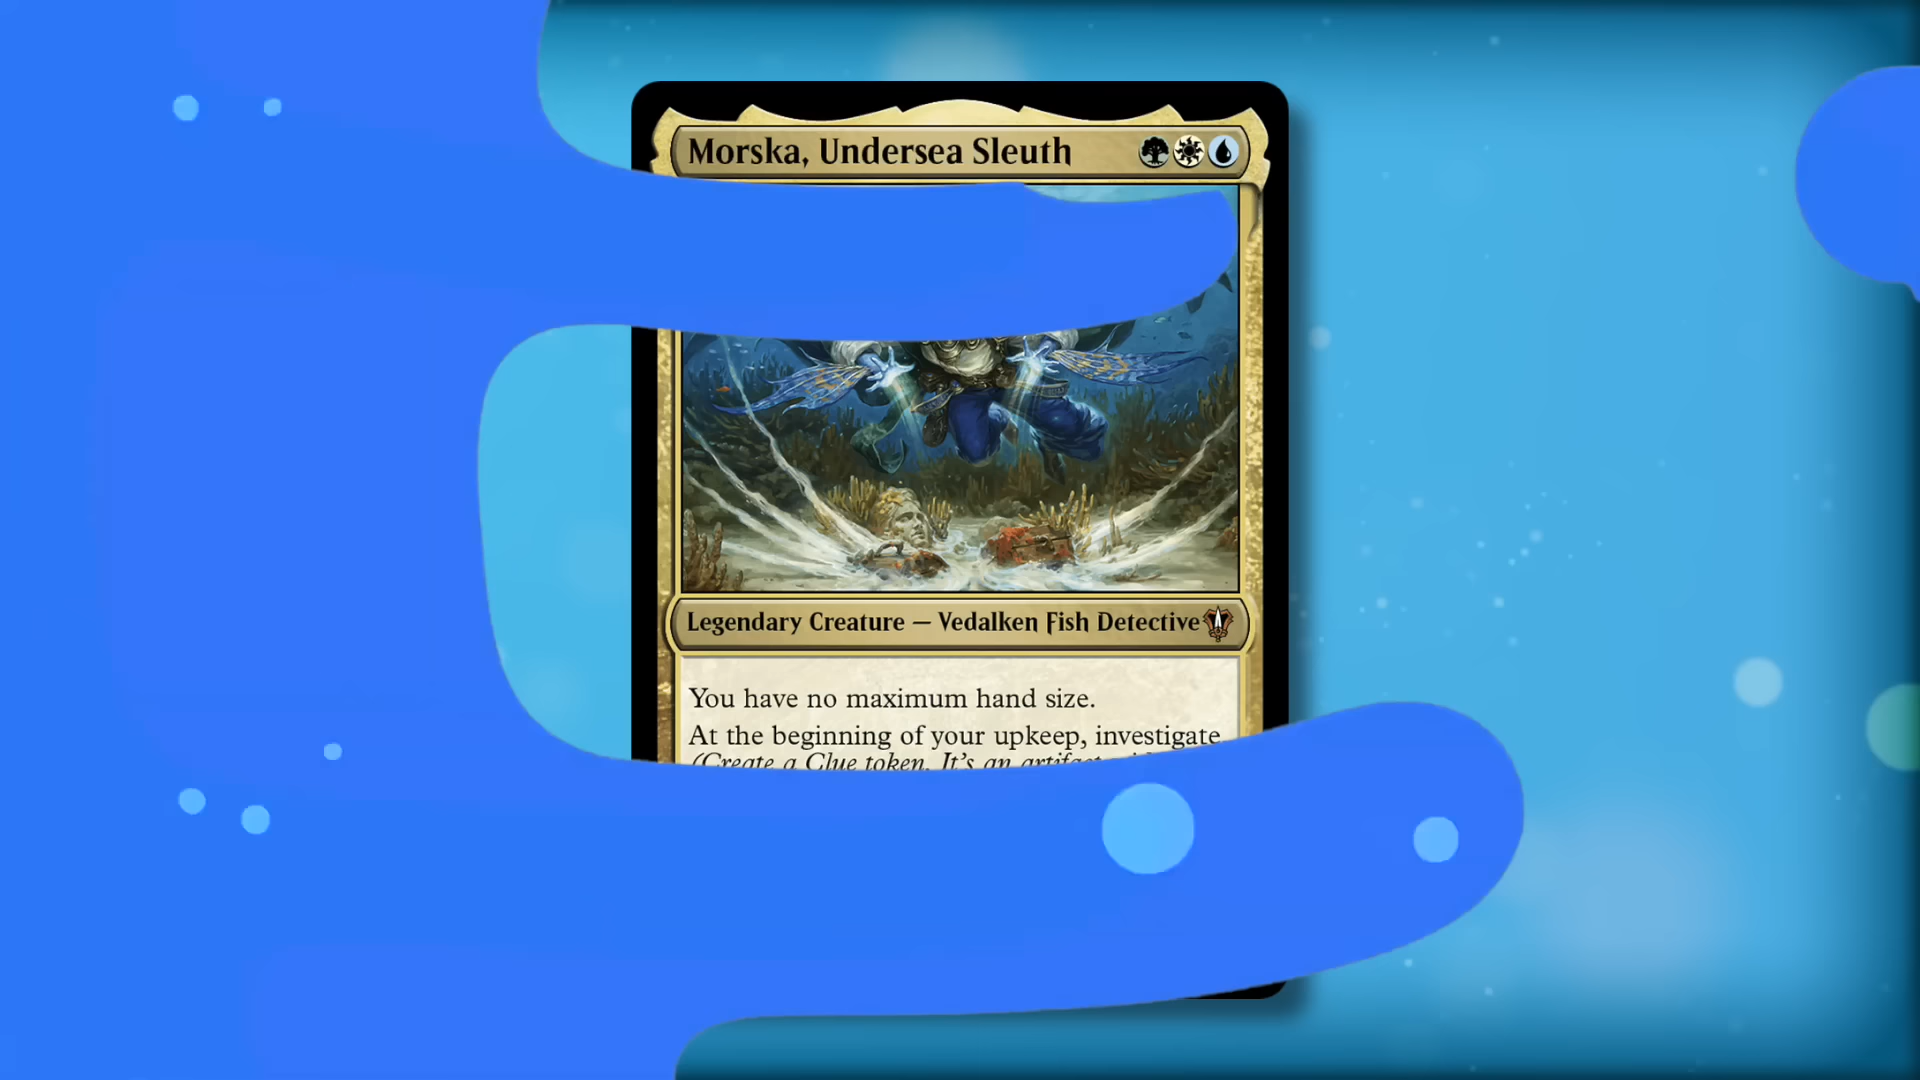 Morska, Undersea Sleuth
Legendary Creature — Vedalken Fish Detective
You have no maximum hand size.
At the beginning of your upkeep, investigate
(Create a Clue token. It's an artifact